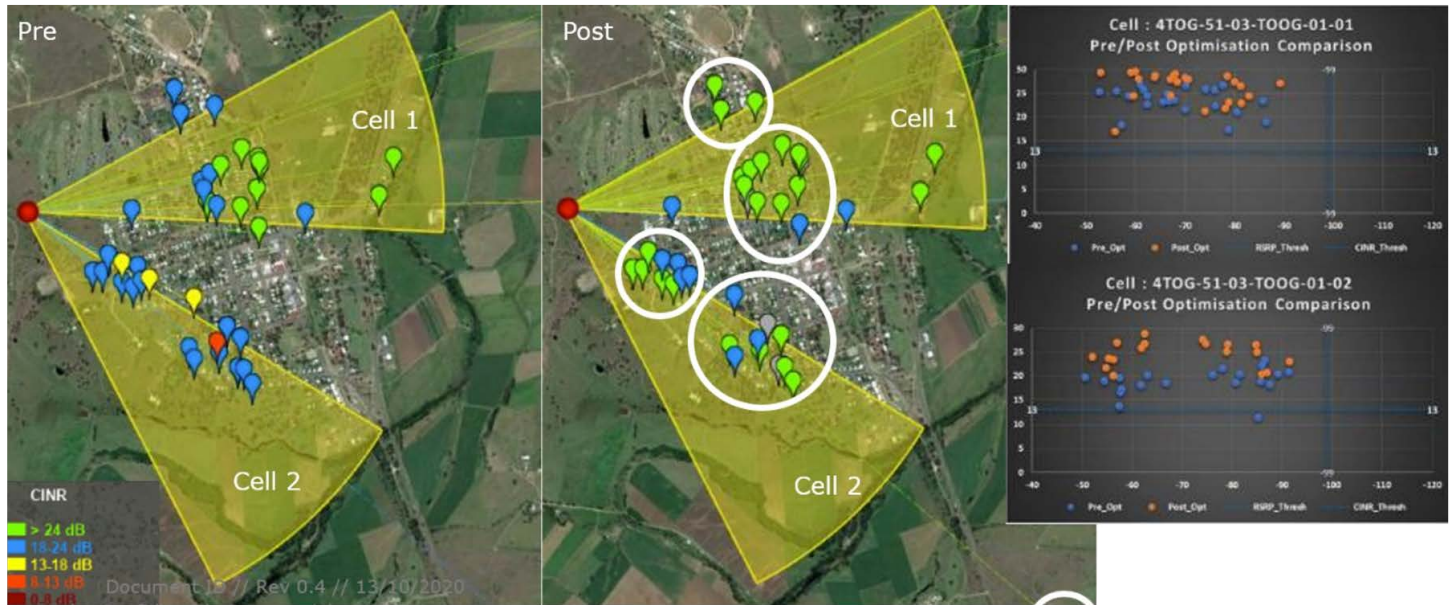 Pre
Cell 1
Cell 2
CINR
> 24 dB
18-24 dB
13-18 dB
8-13 dB
0-8 dB
Document ID // Rev 0.4 // 13/10/2020
Post
Cell 1
Cell 2
Cell : 4TOG-51-03-TOOG-01-01
Pre/Post Optimisation Comparison
30
25
20
15
10
5
0
13
13
-99
-99
-40 -50 -60 -70 -80 -90 -100 -110 -120
Pre_Opt Post_Opt RSRP_Thresh CINR_Thresh
Cell : 4TOG-51-03-TOOG-01-02
Pre/Post Optimisation Comparison
30
25
20
15
10
5
0
13
13
-99
-99
-40 -50 -60 -70 -80 -90 -100 -110 -120
Pre_Opt Post_Opt RSRP_Thresh CINR_Thresh